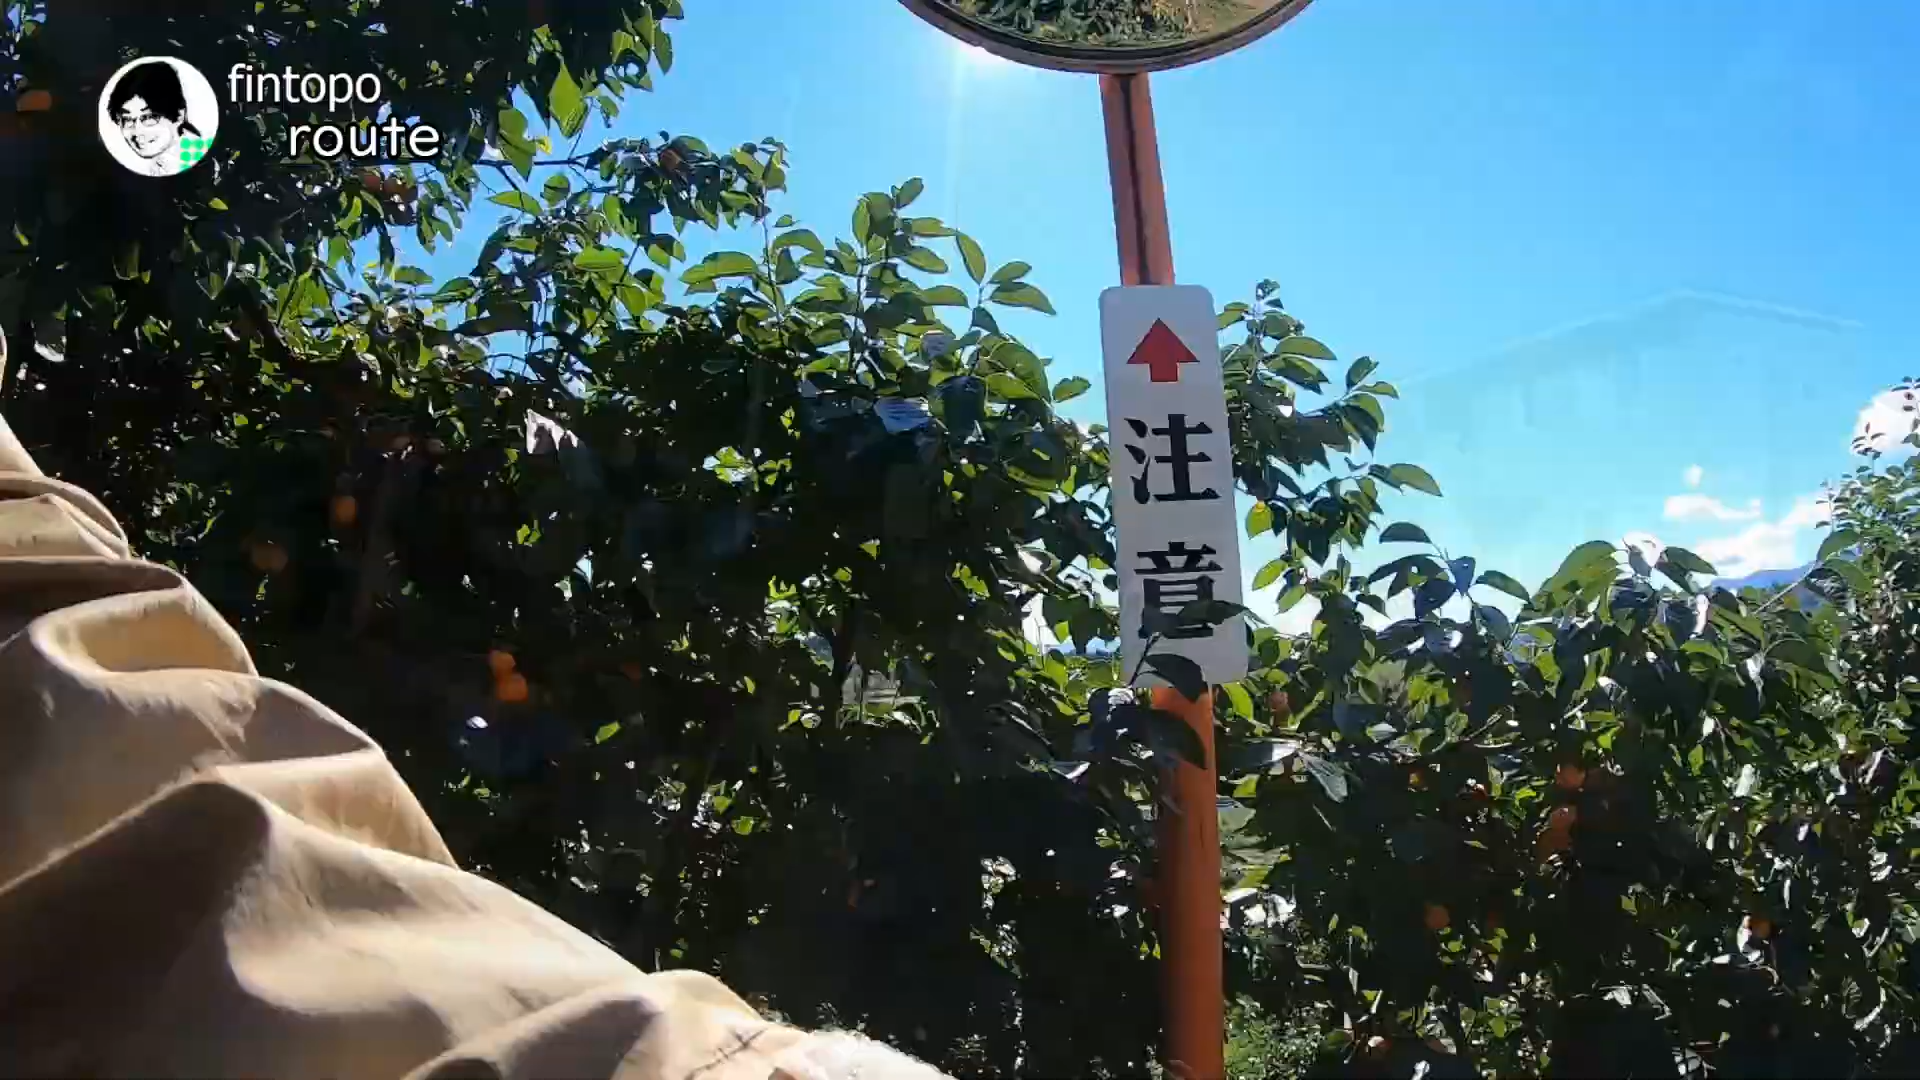 fintopo
route
注
意